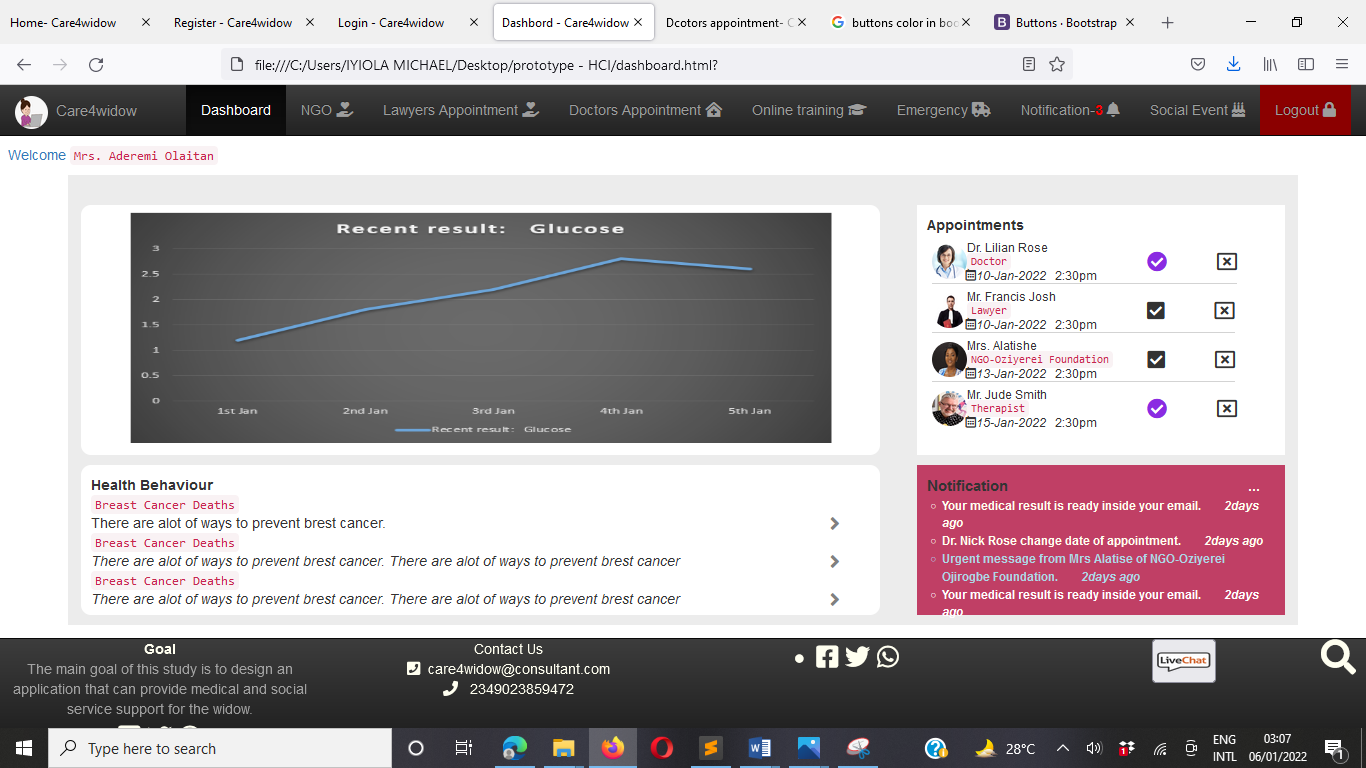 Home- Care4widow
Register - Care4widow
Login - Care4widow
Dashbord - Care4widow
Dcotors appointment- C
buttons color in boo
Buttons · Bootstrap
file:///C:/Users/IYIOLA MICHAEL/Desktop/prototype - HCI/dashboard.html?
Care4widow
Dashboard
NGO
Lawyers Appointment
Doctors Appointment
Online training
Emergency
Notification-3
Social Event
Logout
Welcome Mrs. Aderemi Olaitan
Recent result: Glucose
3
2.5
2
1.5
1
0.5
0
1st Jan 2nd Jan 3rd Jan 4th Jan 5th Jan
Recent result: Glucose
Appointments
Dr. Lilian Rose
Doctor
10-Jan-2022 2:30pm
Mr. Francis Josh
Lawyer
10-Jan-2022 2:30pm
Mrs. Alatishe
NGO-Oziyerei Foundation
13-Jan-2022 2:30pm
Mr. Jude Smith
Therapist
15-Jan-2022 2:30pm
Health Behaviour
Breast Cancer Deaths
There are alot of ways to prevent brest cancer.
Breast Cancer Deaths
There are alot of ways to prevent brest cancer. There are alot of ways to prevent brest cancer
Breast Cancer Deaths
There are alot of ways to prevent brest cancer. There are alot of ways to prevent brest cancer
Notification ...
Your medical result is ready inside your email. 2days
ago
Dr. Nick Rose change date of appointment. 2days ago
Urgent message from Mrs Alatise of NGO-Oziyerei
Ojirogbe Foundation. 2days ago
Your medical result is ready inside your email. 2days
ago
Goal
The main goal of this study is to design an
application that can provide medical and social
service support for the widow.
Contact Us
care4widow@consultant.com
2349023859472
LiveChat
Type here to search
28°C
ENG
INTL
03:07
06/01/2022
1